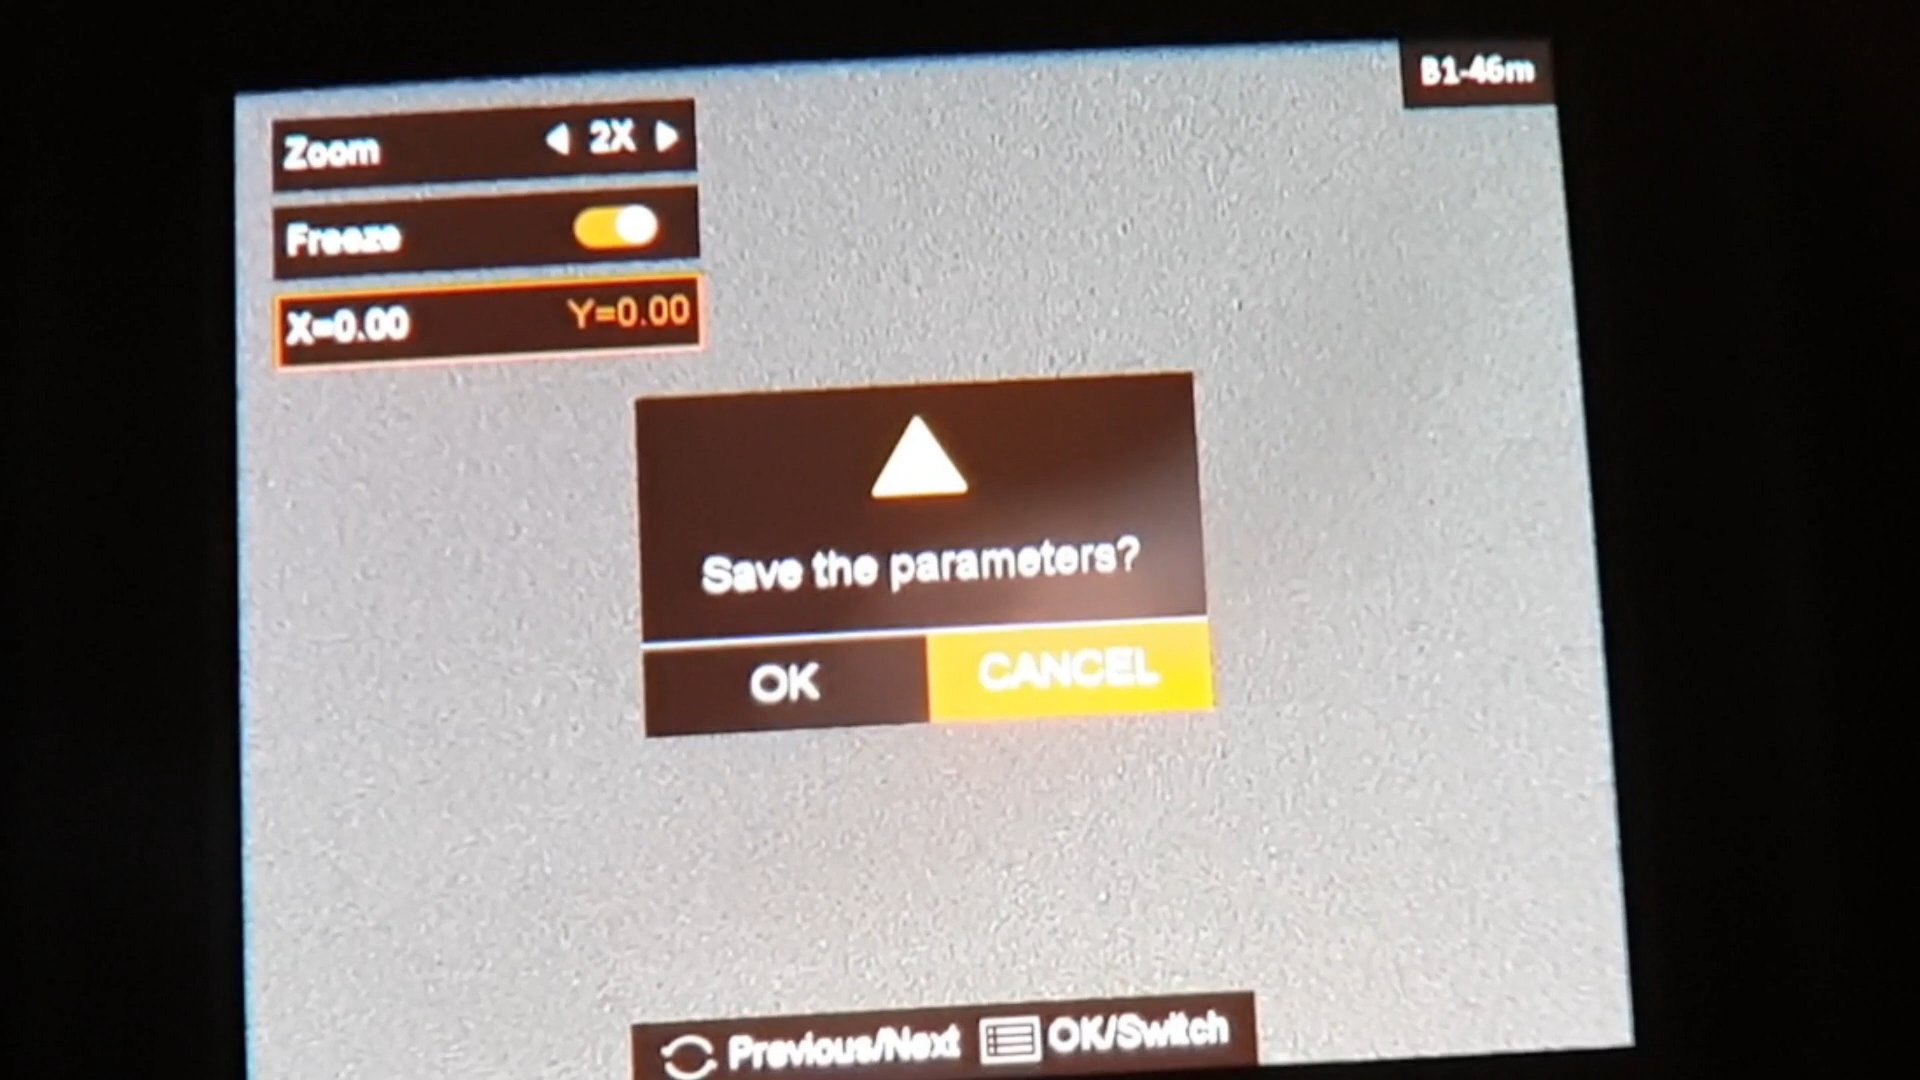 B1-46m
Zoom 2X
Freeze
X=0.00 Y=0.00
Save the parameters?
OK CANCEL
Previous/Next OK/Switch